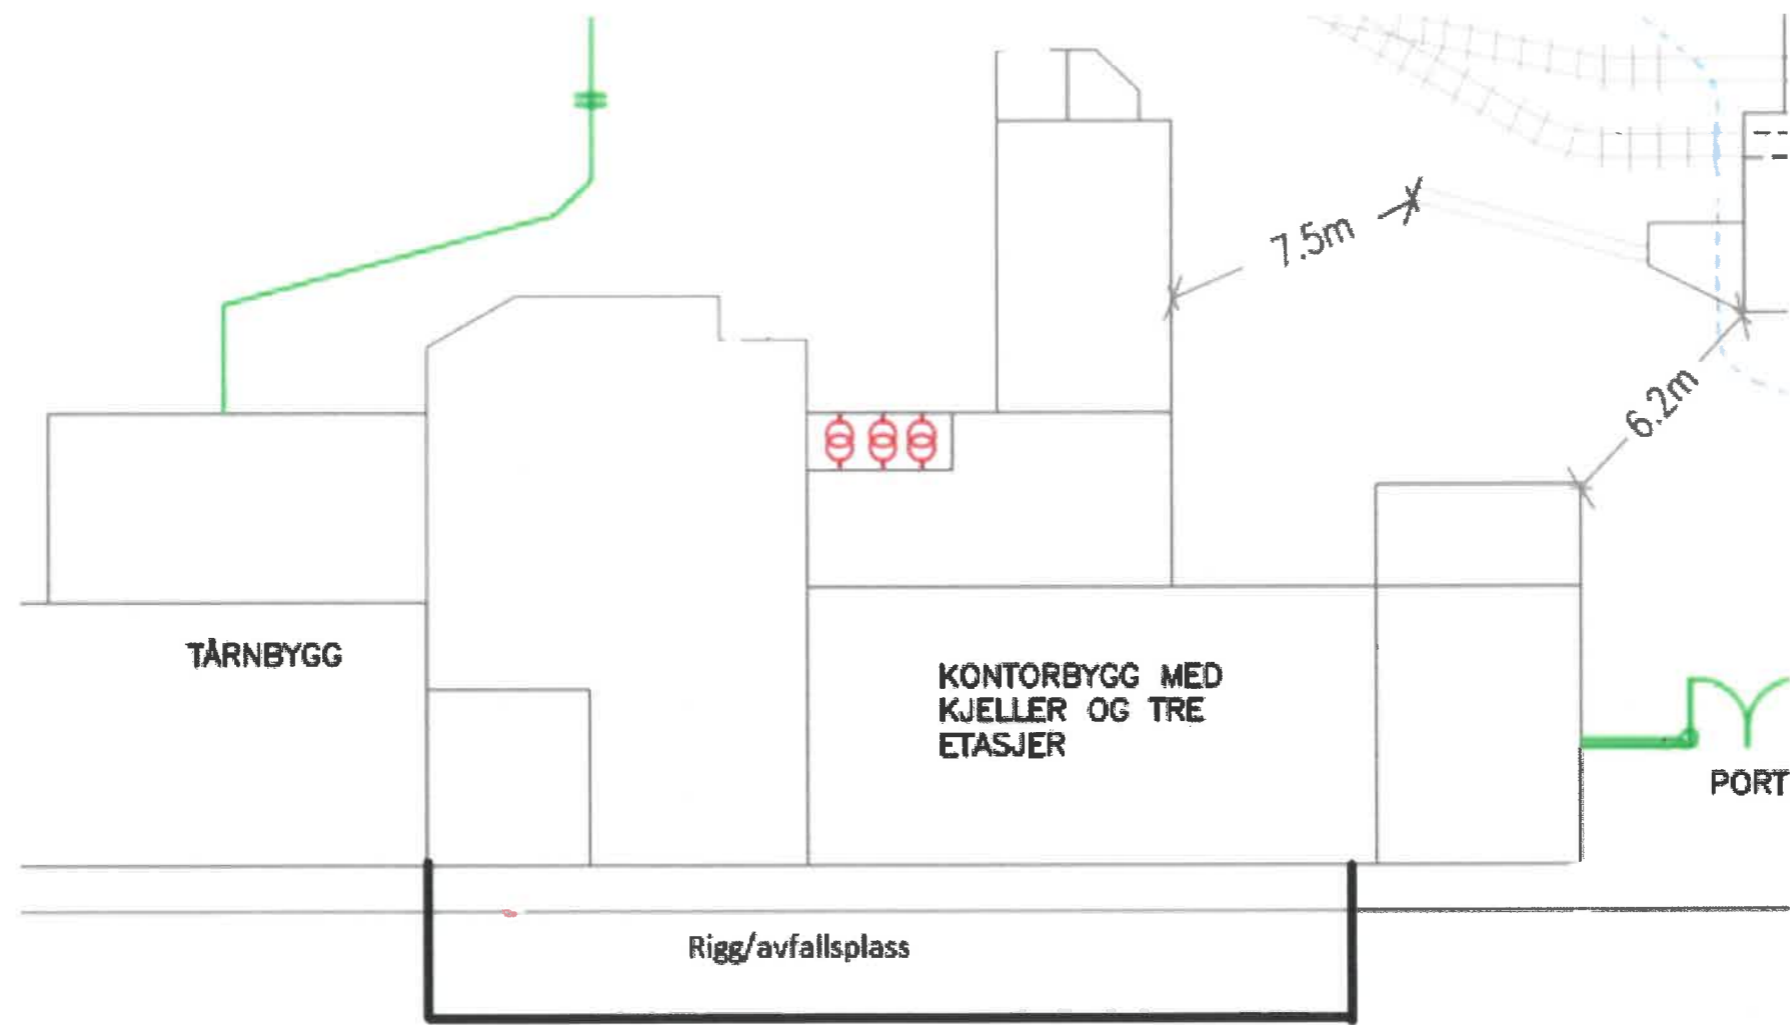 7.5m
6.2m
TÅRNBYGG
KONTORBYGG MED
KJELLER OG TRE
ETASJER
PORT
Rigg/avfallsplass